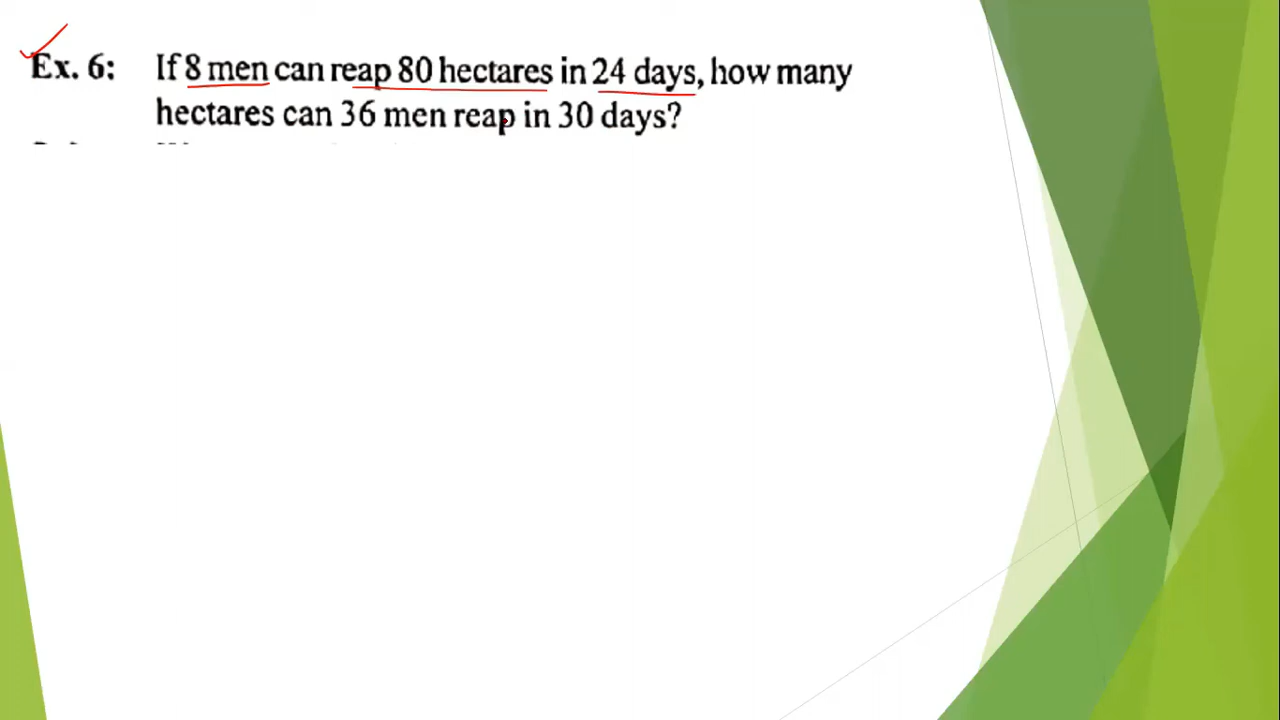 Ex. 6: If 8 men can reap 80 hectares in 24 days, how many
hectares can 36 men reap in 30 days?